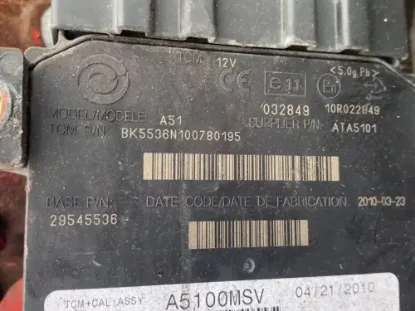 TCM 12V
<5.0g Pb>
E11
032849 10R022849
MODEL/MODELE A51
SUPPLIER P/N ATA5101
TCM S/N: BK5536N100780195
BASE P/N: DATE CODE/DATE DE FABRICATION 2010-03-23
29545536
TCM+CAL ASSY A5100MSV 04/21/2010